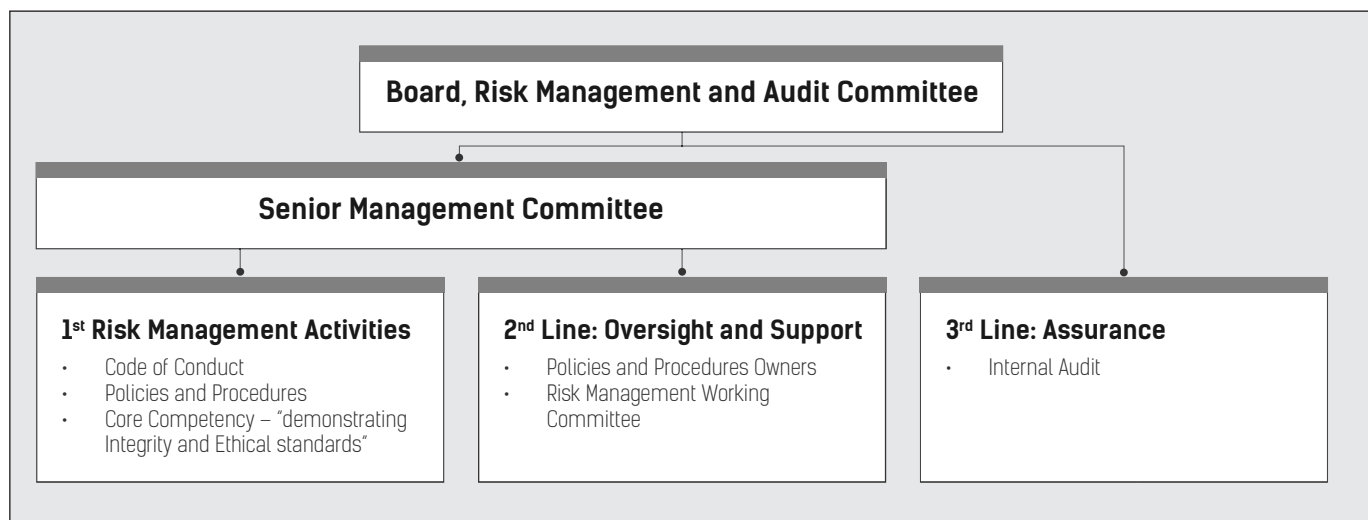 Board, Risk Management and Audit Committee
Senior Management Committee
1st Risk Management Activities
• Code of Conduct
• Policies and Procedures
• Core Competency – “demonstrating
Integrity and Ethical standards”
2nd Line: Oversight and Support
• Policies and Procedures Owners
• Risk Management Working
Committee
3rd Line: Assurance
• Internal Audit